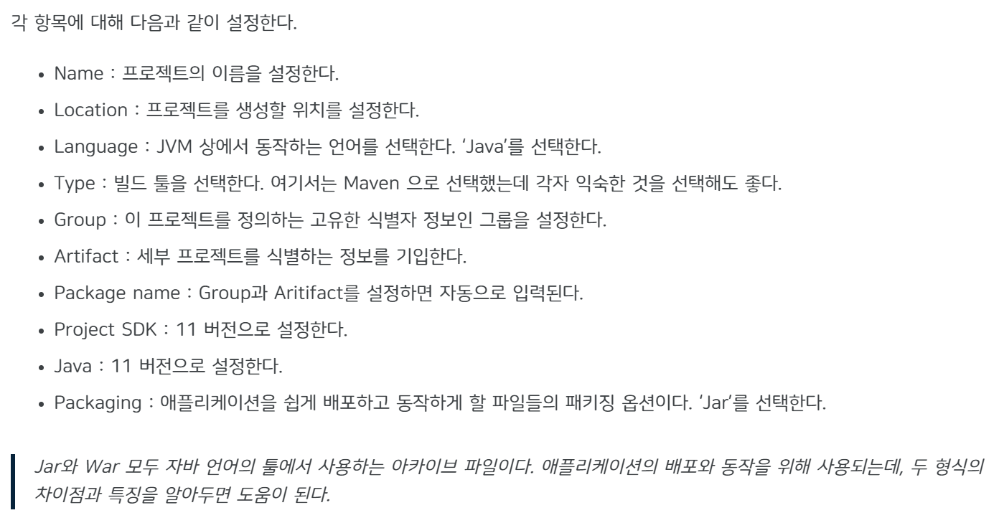 각 항목에 대해 다음과 같이 설정한다.
• Name : 프로젝트의 이름을 설정한다.
• Location : 프로젝트를 생성할 위치를 설정한다.
• Language : JVM 상에서 동작하는 언어를 선택한다. ‘Java’를 선택한다.
• Type : 빌드 툴을 선택한다. 여기서는 Maven 으로 선택했는데 각자 익숙한 것을 선택해도 좋다.
• Group : 이 프로젝트를 정의하는 고유한 식별자 정보인 그룹을 설정한다.
• Artifact : 세부 프로젝트를 식별하는 정보를 기입한다.
• Package name : Group과 Aritifact를 설정하면 자동으로 입력된다.
• Project SDK : 11 버전으로 설정한다.
• Java : 11 버전으로 설정한다.
• Packaging : 애플리케이션을 쉽게 배포하고 동작하게 할 파일들의 패키징 옵션이다. ‘Jar’를 선택한다.
Jar와 War 모두 자바 언어의 툴에서 사용하는 아카이브 파일이다. 애플리케이션의 배포와 동작을 위해 사용되는데, 두 형식의
차이점과 특징을 알아두면 도움이 된다.